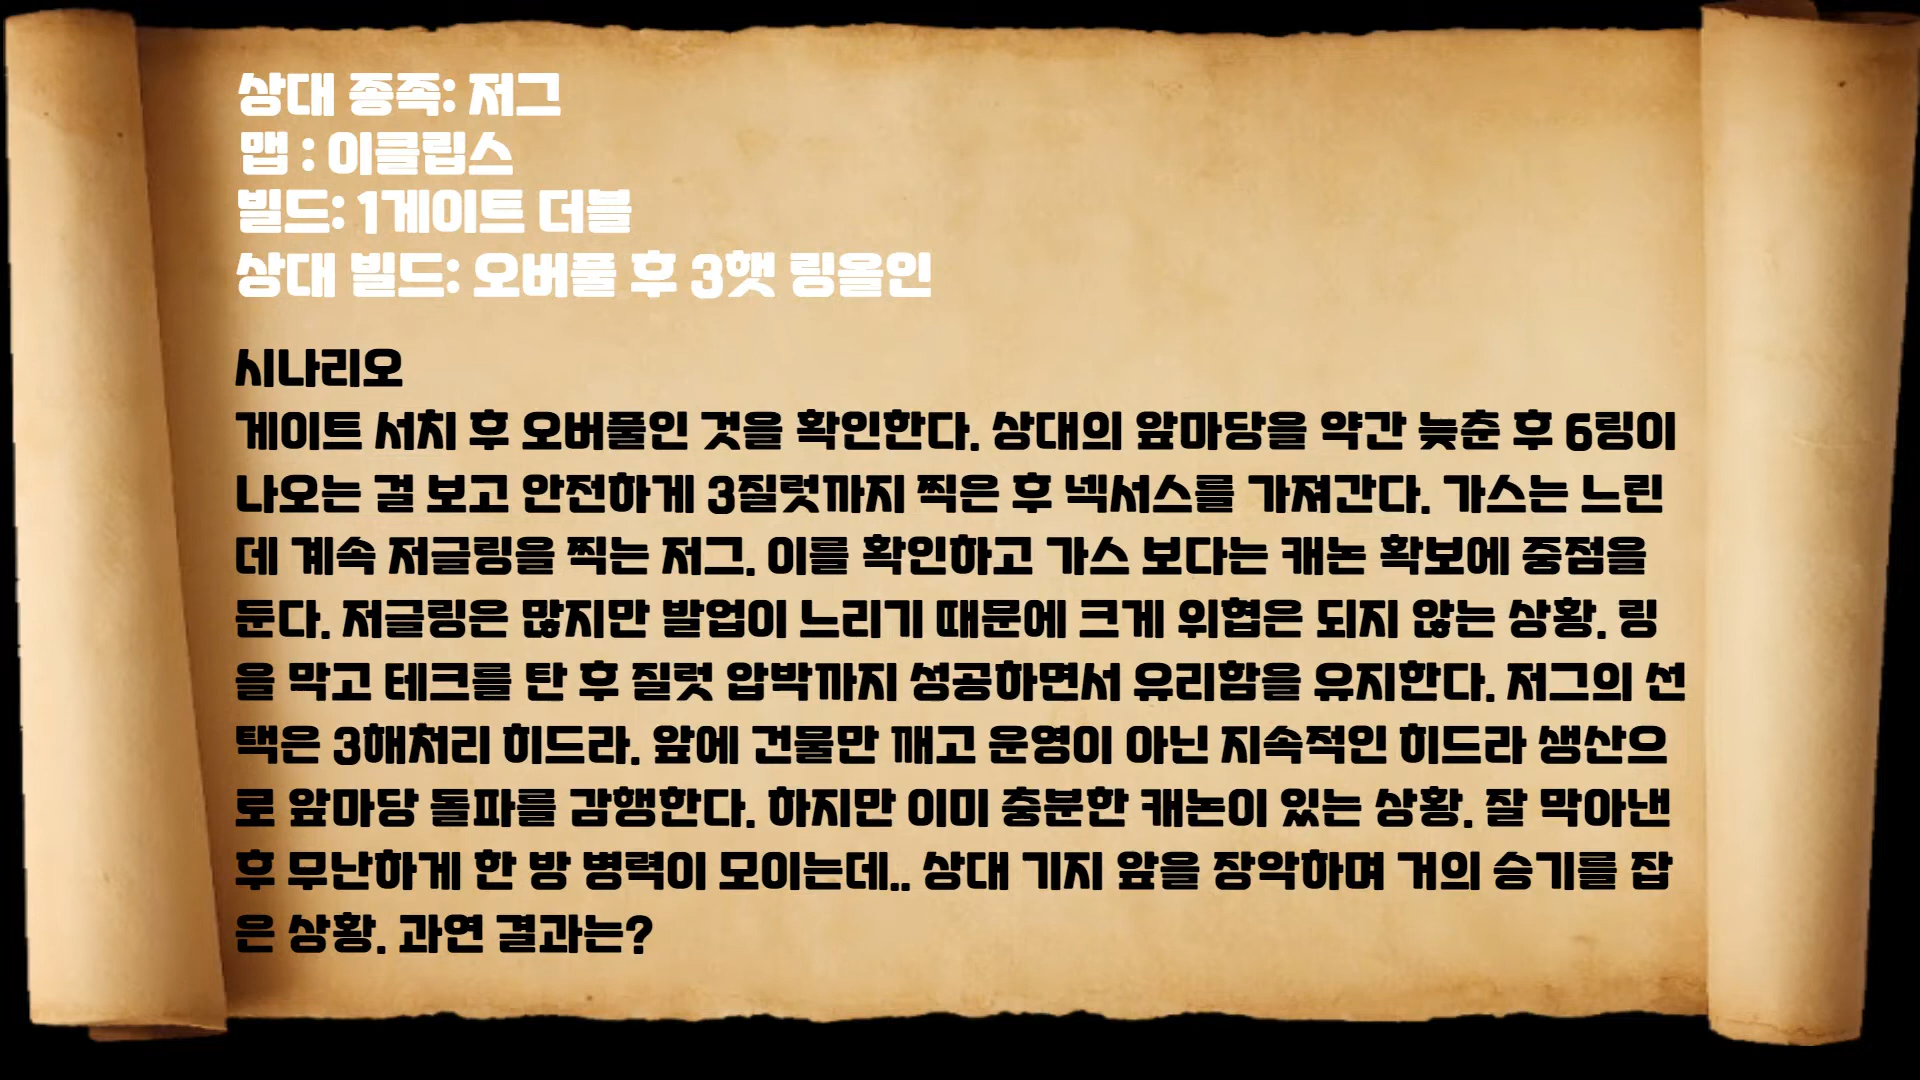 상대 종족: 저그
맵 : 이클립스
빌드: 1게이트 더블
상대 빌드: 오버풀 후 3햇 링올인
시나리오
게이트 서치 후 오버풀인 것을 확인한다. 상대의 앞마당을 약간 늦춘 후 6링이
나오는 걸 보고 안전하게 3질럿까지 찍은 후 넥서스를 가져간다. 가스는 느린
데 계속 저글링을 찍는 저그. 이를 확인하고 가스 보다는 캐논 확보에 중점을
둔다. 저글링은 많지만 발업이 느리기 때문에 크게 위협은 되지 않는 상황. 링
을 막고 테크를 탄 후 질럿 압박까지 성공하면서 유리함을 유지한다. 저그의 선
택은 3해처리 히드라. 앞에 건물만 깨고 운영이 아닌 지속적인 히드라 생산으
로 앞마당 돌파를 감행한다. 하지만 이미 충분한 캐논이 있는 상황. 잘 막아낸
후 무난하게 한 방 병력이 모이는데.. 상대 기지 앞을 장악하며 거의 승기를 잡
은 상황. 과연 결과는?